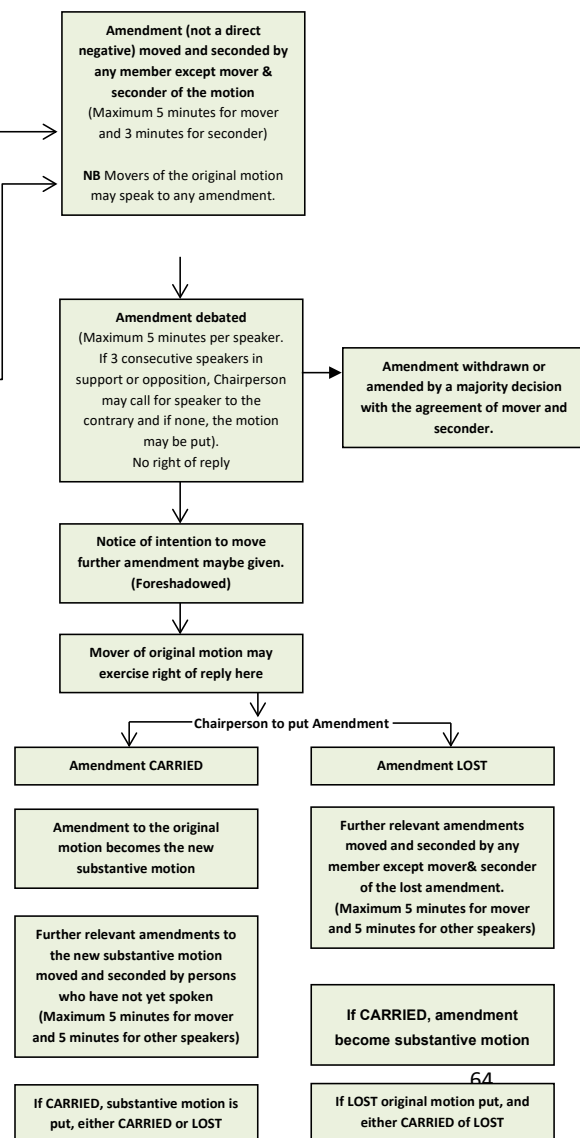 Amendment (not a direct
negative) moved and seconded by
any member except mover &
seconder of the motion
(Maximum 5 minutes for mover
and 3 minutes for seconder)
NB Movers of the original motion
may speak to any amendment.
Amendment debated
(Maximum 5 minutes per speaker.
If 3 consecutive speakers in
support or opposition, Chairperson
may call for speaker to the
contrary and if none, the motion
may be put).
No right of reply
Amendment withdrawn or
amended by a majority decision
with the agreement of mover and
seconder.
Notice of intention to move
further amendment maybe given.
(Foreshadowed)
Mover of original motion may
exercise right of reply here
Chairperson to put Amendment
Amendment CARRIED
Amendment to the original
motion becomes the new
substantive motion
Further relevant amendments to
the new substantive motion
moved and seconded by persons
who have not yet spoken
(Maximum 5 minutes for mover
and 5 minutes for other speakers)
If CARRIED, substantive motion is
put, either CARRIED or LOST
Amendment LOST
Further relevant amendments
moved and seconded by any
member except mover& seconder
of the lost amendment.
(Maximum 5 minutes for mover
and 5 minutes for other speakers)
If CARRIED, amendment
become substantive motion
64
If LOST original motion put, and
either CARRIED of LOST